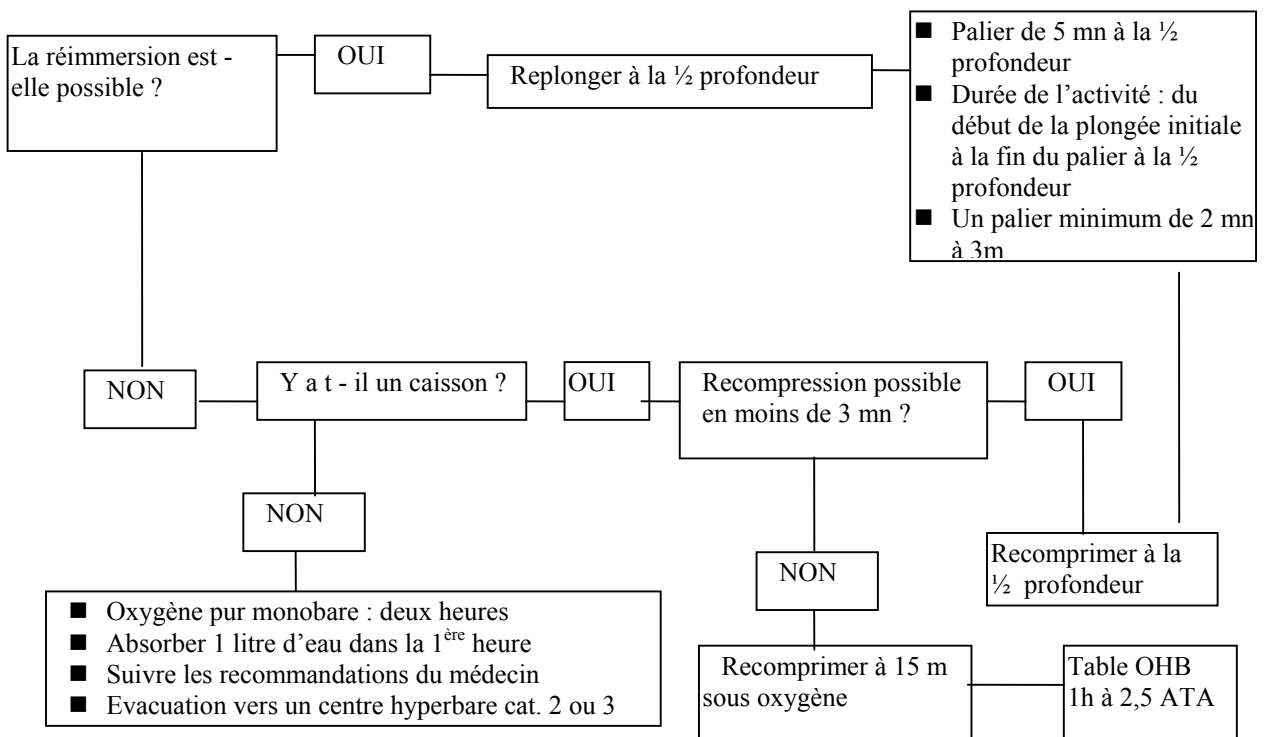 La réimmersion est -
elle possible ?
OUI
Replonger à la ½ profondeur
■ Palier de 5 mn à la ½
profondeur
■ Durée de l’activité : du
début de la plongée initiale
à la fin du palier à la ½
profondeur
■ Un palier minimum de 2 mn
à 3m
NON
Y a t - il un caisson ?
OUI
Recompression possible
en moins de 3 mn ?
OUI
NON
NON
Recomprimer à la
½ profondeur
■ Oxygène pur monobare : deux heures
■ Absorber 1 litre d’eau dans la 1ère heure
■ Suivre les recommandations du médecin
■ Evacuation vers un centre hyperbare cat. 2 ou 3
Recomprimer à 15 m
sous oxygène
Table OHB
1h à 2,5 ATA